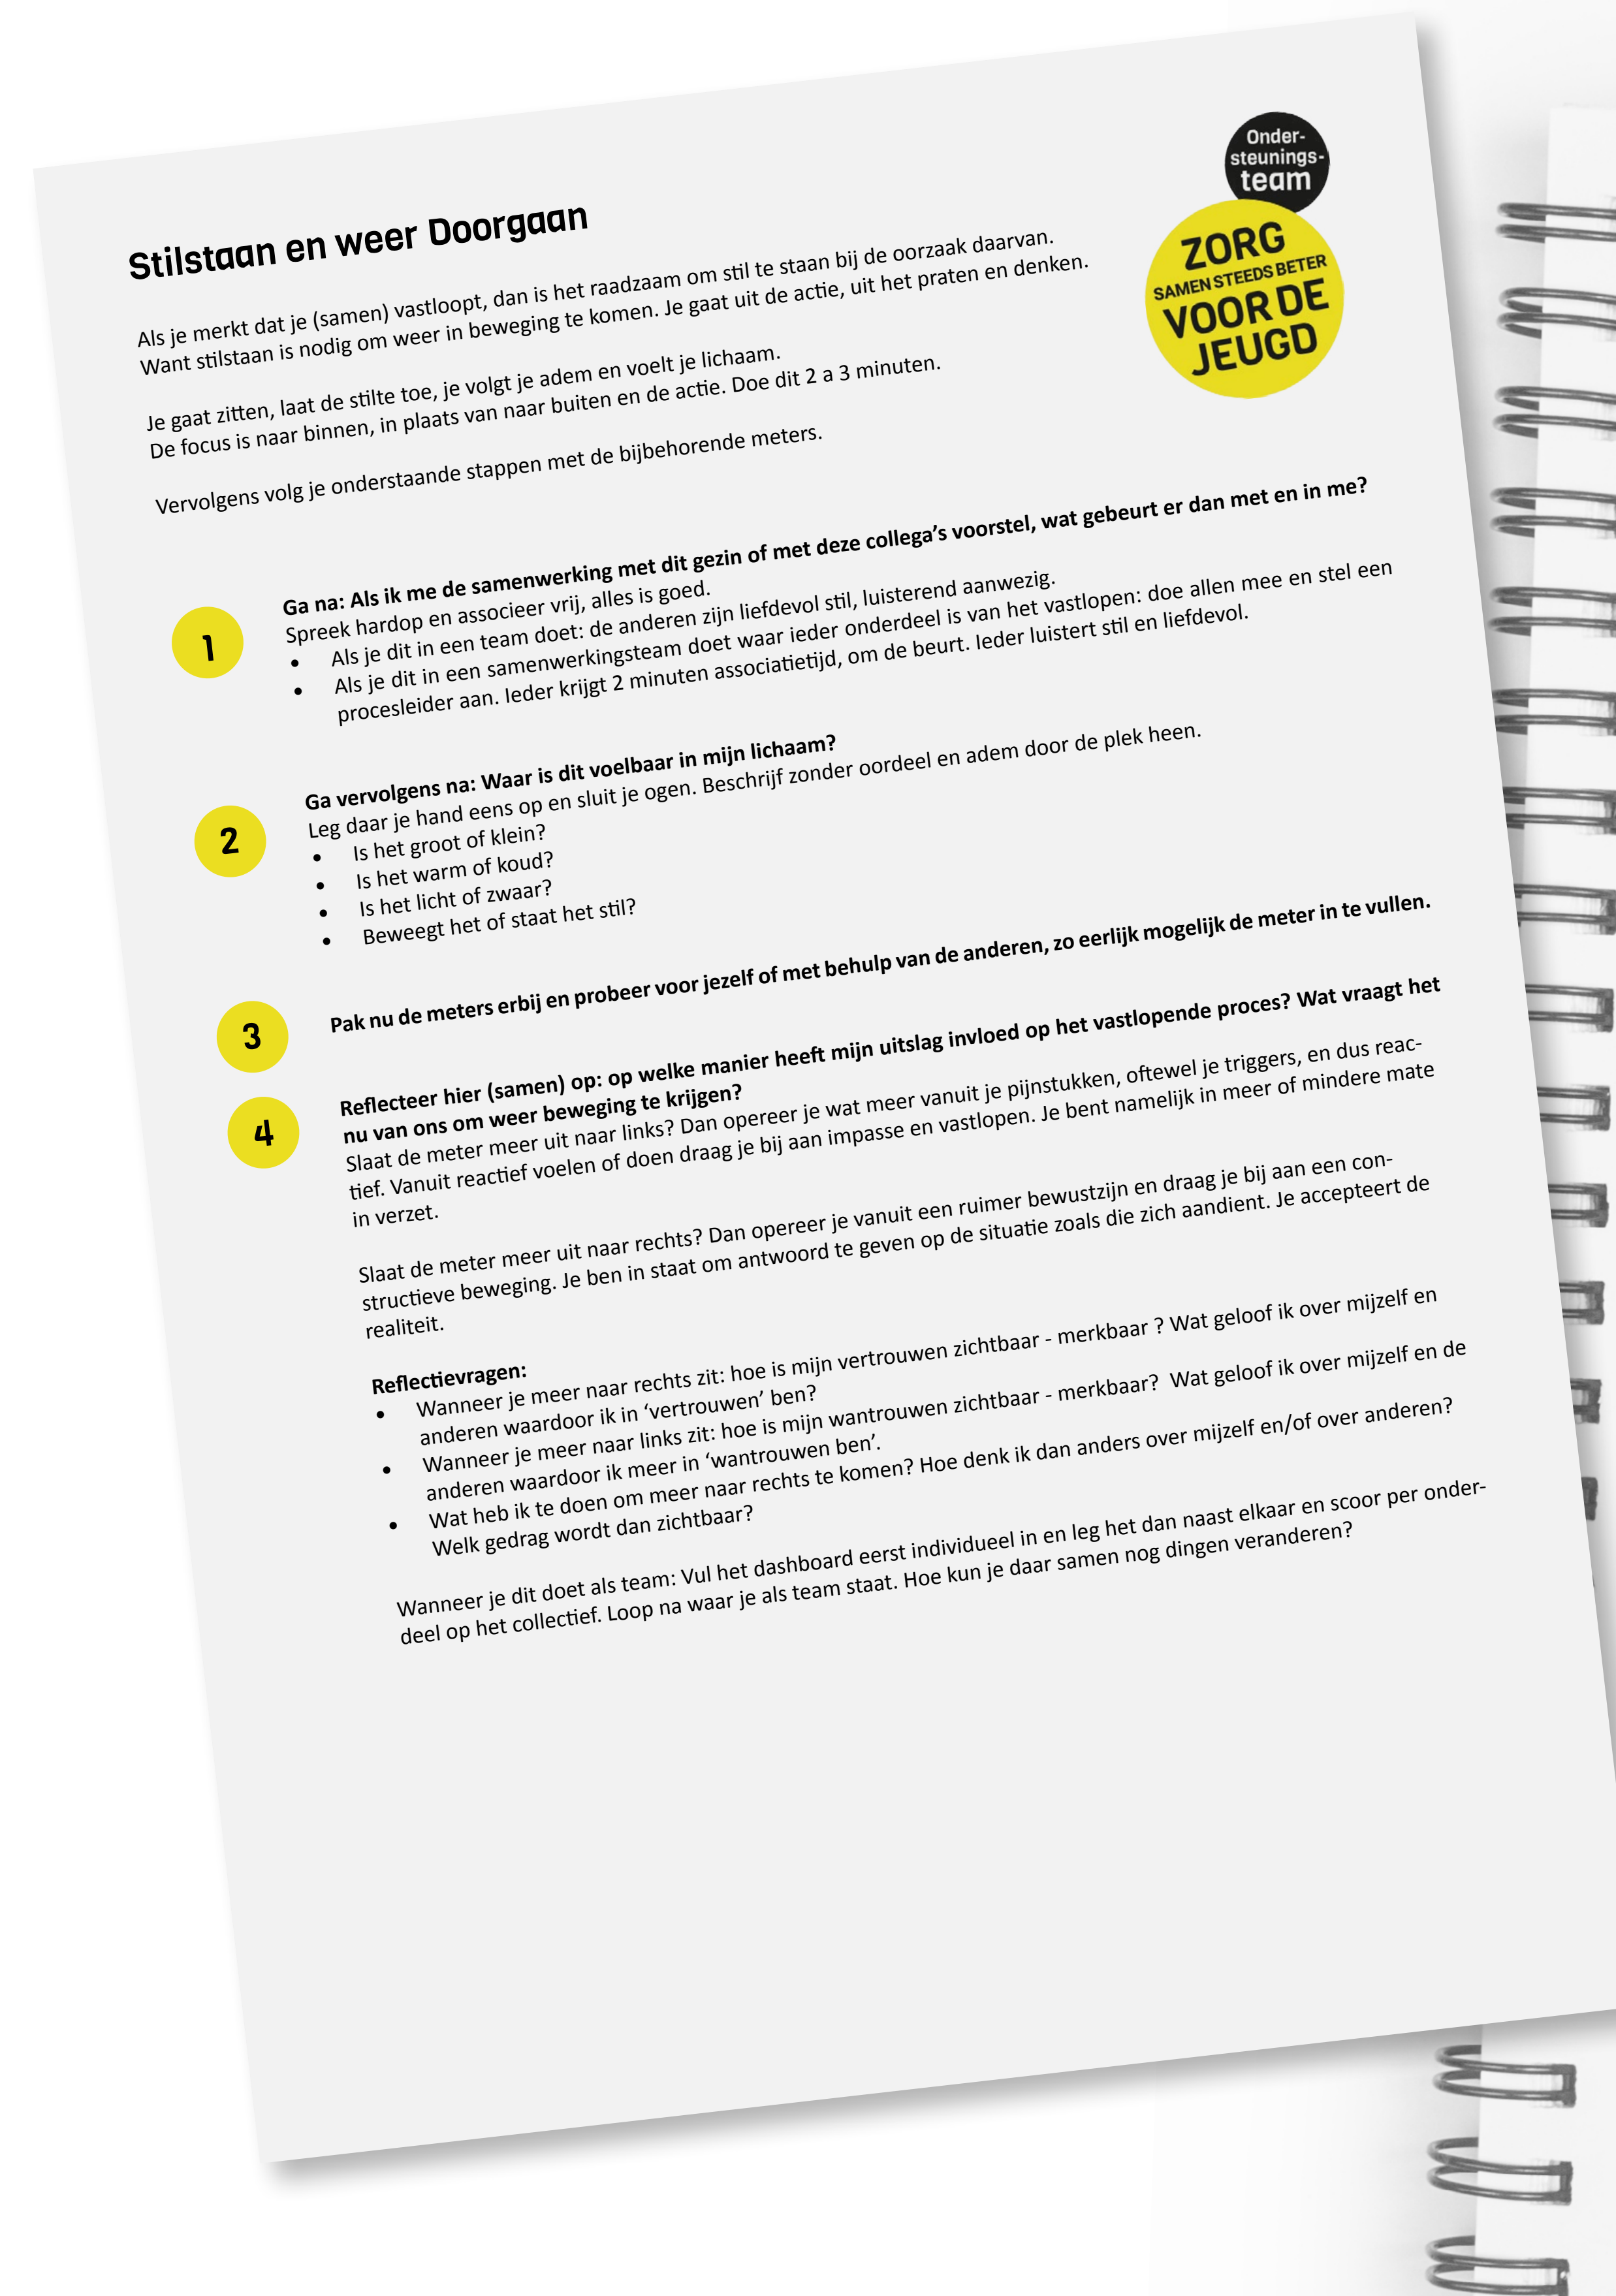 Onder-
steunings-
team
ZORG
SAMEN STEEDS BETER
VOOR DE
JEUGD
Stilstaan en weer Doorgaan
Als je merkt dat je (samen) vastloopt, dan is het raadzaam om stil te staan bij de oorzaak daarvan.
Want stilstaan is nodig om weer in beweging te komen. Je gaat uit de actie, uit het praten en denken.
Je gaat zitten, laat de stilte toe, je volgt je adem en voelt je lichaam.
De focus is naar binnen, in plaats van naar buiten en de actie. Doe dit 2 a 3 minuten.
Vervolgens volg je onderstaande stappen met de bijbehorende meters.
1
Ga na: Als ik me de samenwerking met dit gezin of met deze collega’s voorstel, wat gebeurt er dan met en in me?
Spreek hardop en associeer vrij, alles is goed.
• Als je dit in een team doet: de anderen zijn liefdevol stil, luisterend aanwezig.
• Als je dit in een samenwerkingsteam doet waar ieder onderdeel is van het vastlopen: doe allen mee en stel een
procesleider aan. Ieder krijgt 2 minuten associatietijd, om de beurt. Ieder luistert stil en liefdevol.
2
Ga vervolgens na: Waar is dit voelbaar in mijn lichaam?
Leg daar je hand eens op en sluit je ogen. Beschrijf zonder oordeel en adem door de plek heen.
• Is het groot of klein?
• Is het warm of koud?
• Is het licht of zwaar?
• Beweegt het of staat het stil?
3
Pak nu de meters erbij en probeer voor jezelf of met behulp van de anderen, zo eerlijk mogelijk de meter in te vullen.
4
Reflecteer hier (samen) op: op welke manier heeft mijn uitslag invloed op het vastlopende proces? Wat vraagt het
nu van ons om weer beweging te krijgen?
Slaat de meter meer uit naar links? Dan opereer je wat meer vanuit je pijnstukken, oftewel je triggers, en dus reac-
tief. Vanuit reactief voelen of doen draag je bij aan impasse en vastlopen. Je bent namelijk in meer of mindere mate
in verzet.
Slaat de meter meer uit naar rechts? Dan opereer je vanuit een ruimer bewustzijn en draag je bij aan een con-
structieve beweging. Je ben in staat om antwoord te geven op de situatie zoals die zich aandient. Je accepteert de
realiteit.
Reflectievragen:
• Wanneer je meer naar rechts zit: hoe is mijn vertrouwen zichtbaar - merkbaar ? Wat geloof ik over mijzelf en
anderen waardoor ik in ‘vertrouwen’ ben?
• Wanneer je meer naar links zit: hoe is mijn wantrouwen zichtbaar - merkbaar? Wat geloof ik over mijzelf en de
anderen waardoor ik meer in ‘wantrouwen ben’.
• Wat heb ik te doen om meer naar rechts te komen? Hoe denk ik dan anders over mijzelf en/of over anderen?
Welk gedrag wordt dan zichtbaar?
Wanneer je dit doet als team: Vul het dashboard eerst individueel in en leg het dan naast elkaar en scoor per onder-
deel op het collectief. Loop na waar je als team staat. Hoe kun je daar samen nog dingen veranderen?